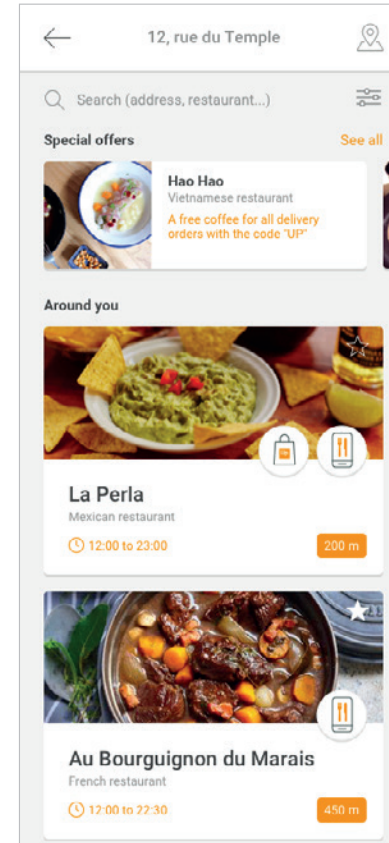 12, rue du Temple
Search (address, restaurant...)
Special offers
See all
Hao Hao
Vietnamese restaurant
A free coffee for all delivery
orders with the code "UP"
Around you
La Perla
Mexican restaurant
12:00 to 23:00
200 m
Au Bourguignon du Marais
French restaurant
12:00 to 22:30
450 m